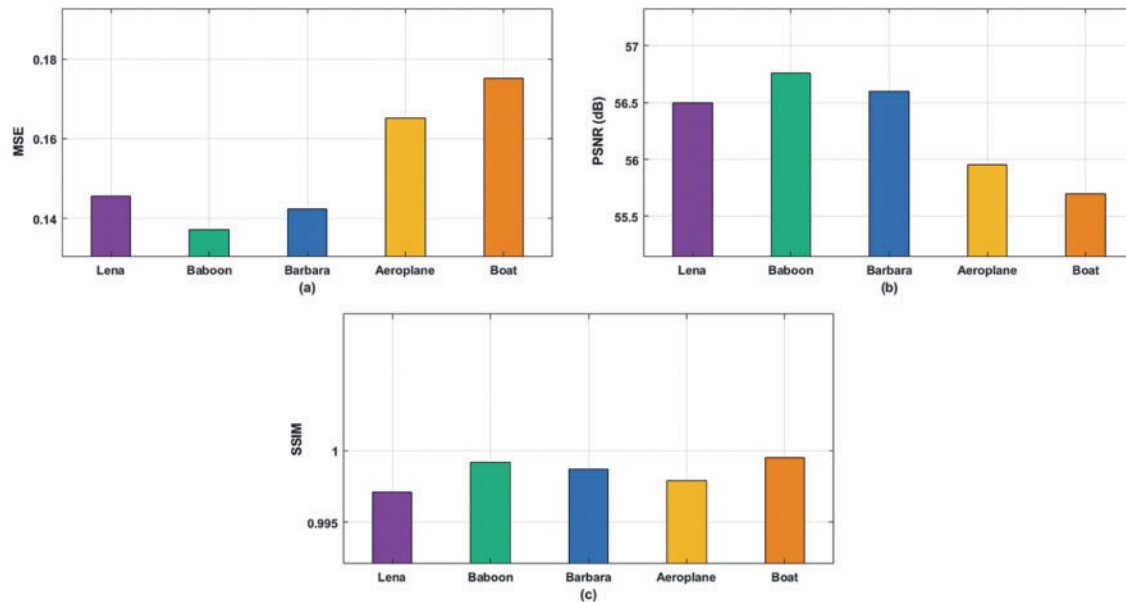 MSE
0.18
0.16
0.14
Lena Baboon Barbara Aeroplane Boat
(a)
PSNR (dB)
57
56.5
56
55.5
Lena Baboon Barbara Aeroplane Boat
(b)
SSIM
1
0.995
Lena Baboon Barbara Aeroplane Boat
(c)